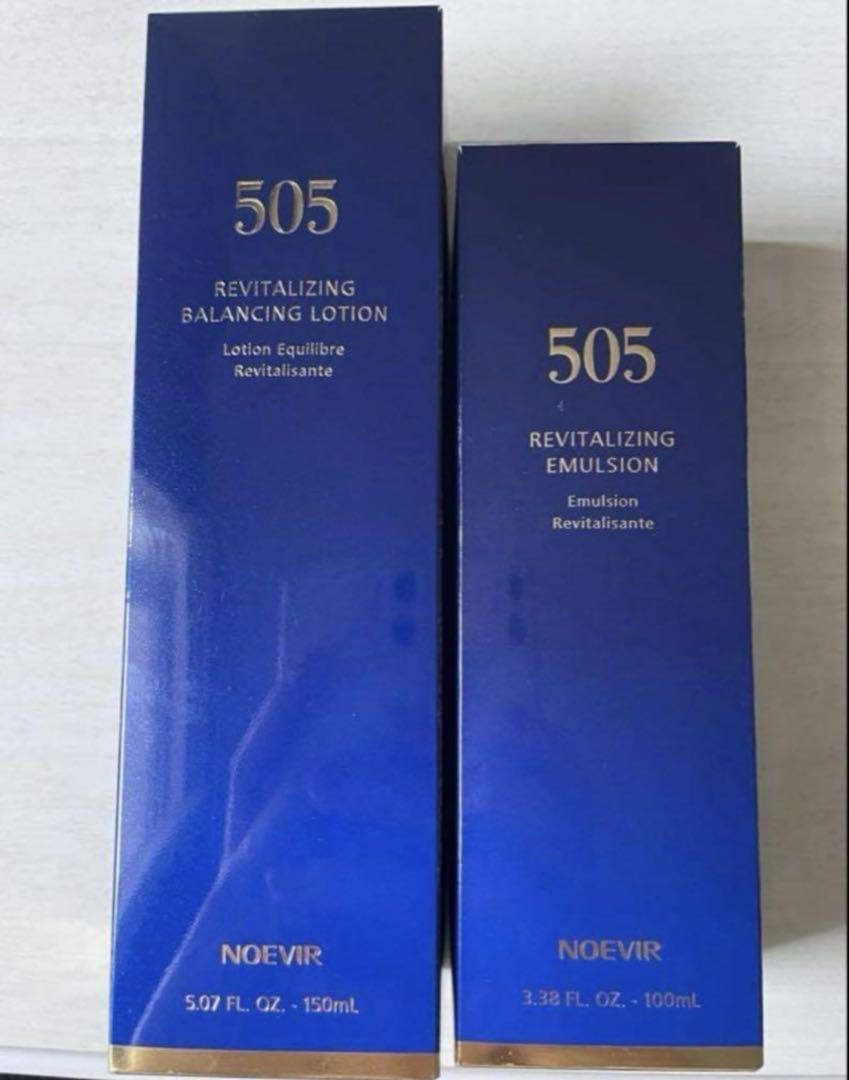 505
REVITALIZING
BALANCING LOTION
Lotion Equilibre
Revitalisante
NOEVIR
5.07 FL. OZ. - 150mL
505
REVITALIZING
EMULSION
Emulsion
Revitalisante
NOEVIR
3.38 FL. OZ. - 100mL